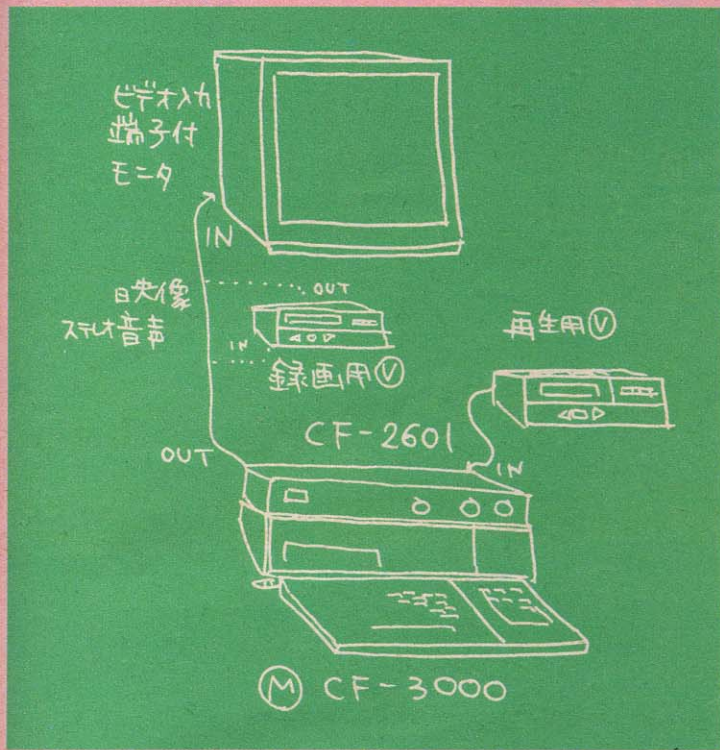 ビデオ入力
端子付
モニタ
IN
映像
ステレオ音声
OUT
IN
録画用Ⓥ
再生用Ⓥ
CF-2601
OUT
IN
Ⓜ CF-3000